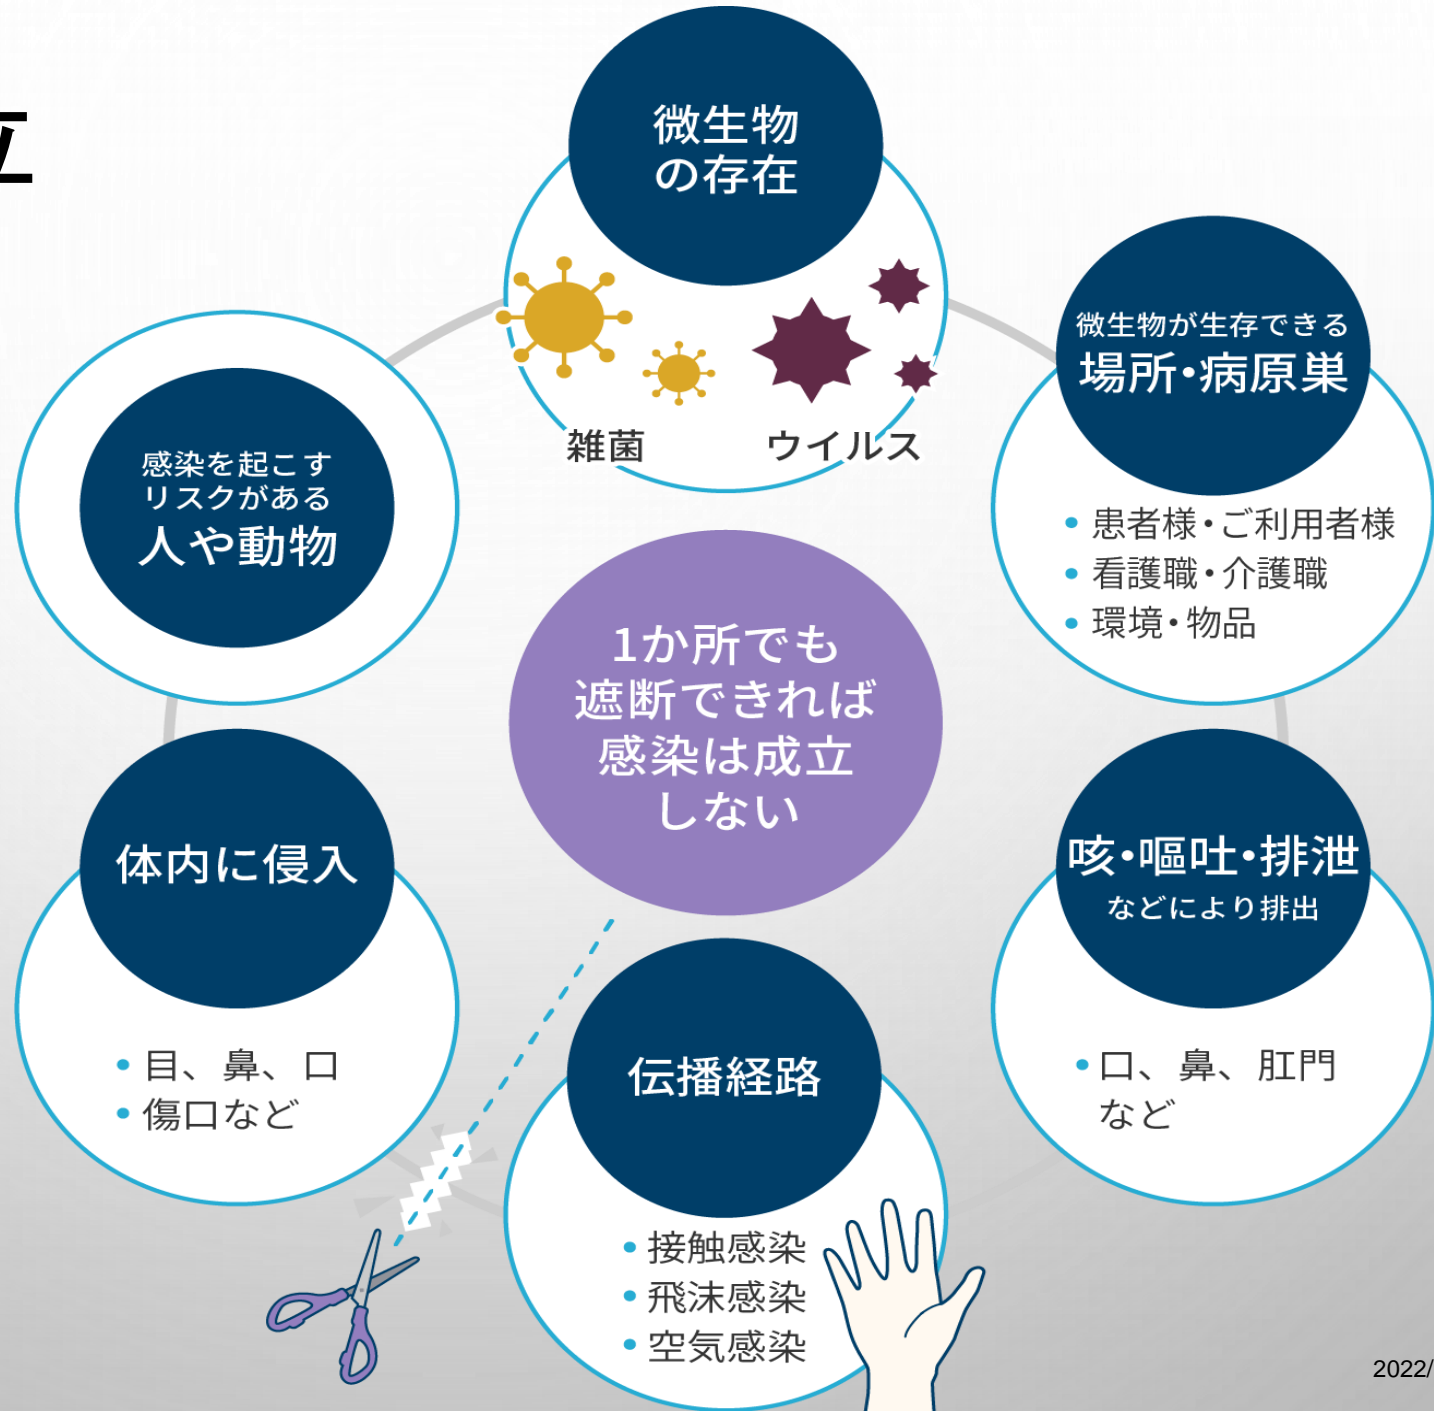 立
微生物
の存在
雑菌
ウイルス
微生物が生存できる
場所・病原巣
• 患者様・ご利用者様
• 看護職・介護職
• 環境・物品
咳・嘔吐・排泄
などにより排出
• 口、鼻、肛門
など
伝播経路
• 接触感染
• 飛沫感染
• 空気感染
体内に侵入
• 目、鼻、口
• 傷口など
感染を起こす
リスクがある
人や動物
1か所でも
遮断できれば
感染は成立
しない
2022/